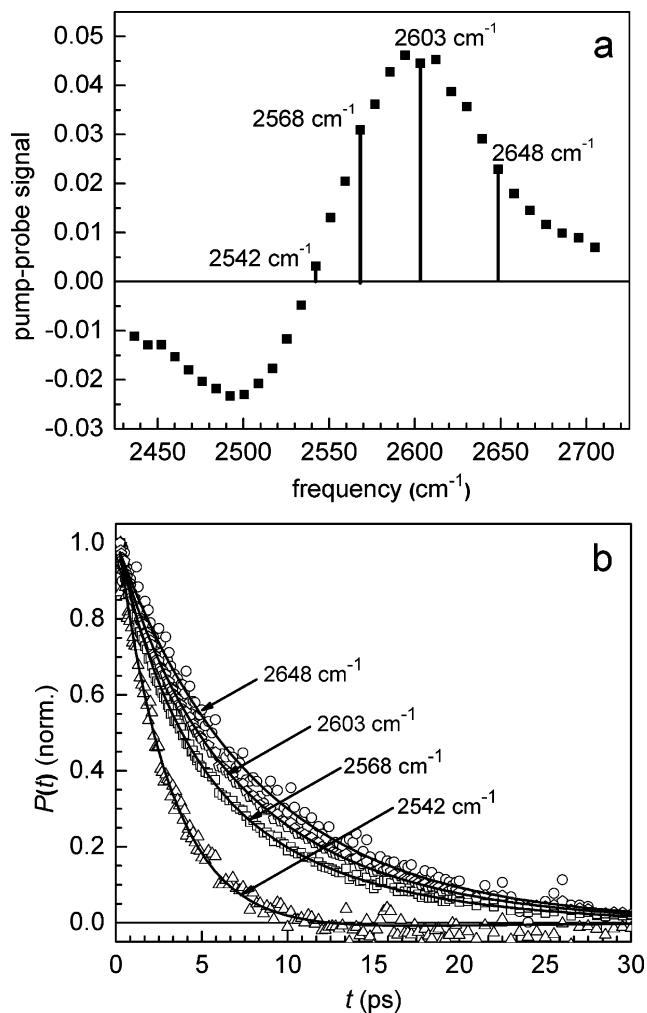 a
0.05
0.04
0.03
0.02
0.01
0.00
-0.01
-0.02
-0.03
pump-probe signal
2603 cm⁻¹
2568 cm⁻¹
2648 cm⁻¹
2542 cm⁻¹
2450 2500 2550 2600 2650 2700
frequency (cm⁻¹)
b
1.0
0.8
0.6
0.4
0.2
0.0
P(t) (norm.)
2648 cm⁻¹
2603 cm⁻¹
2568 cm⁻¹
2542 cm⁻¹
0 5 10 15 20 25 30
t (ps)